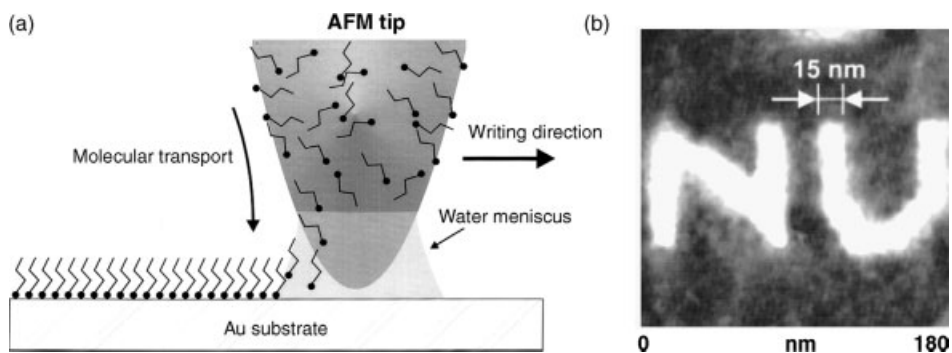 (a)
AFM tip
Molecular transport
Writing direction
Water meniscus
Au substrate
(b)
15 nm
NU
0 nm 180